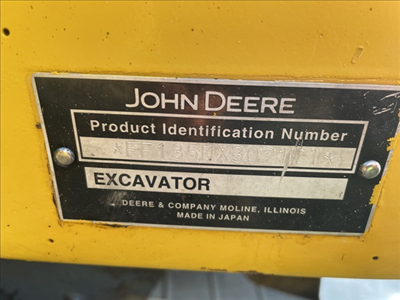 JOHN DEERE
Product Identification Number
EXCAVATOR
DEERE & COMPANY MOLINE, ILLINOIS
MADE IN JAPAN